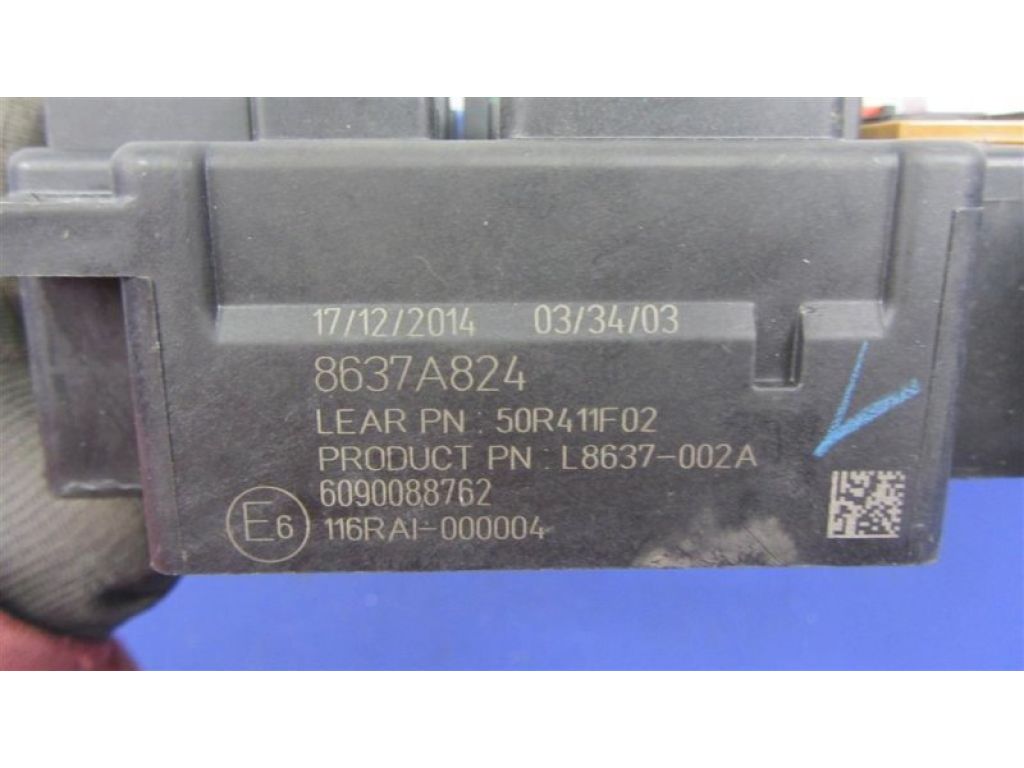 17/12/2014 03/34/03
8637A824
LEAR PN: 50R411F02
PRODUCT PN: L8637-002A
6090088762
E6 116RAI-000004